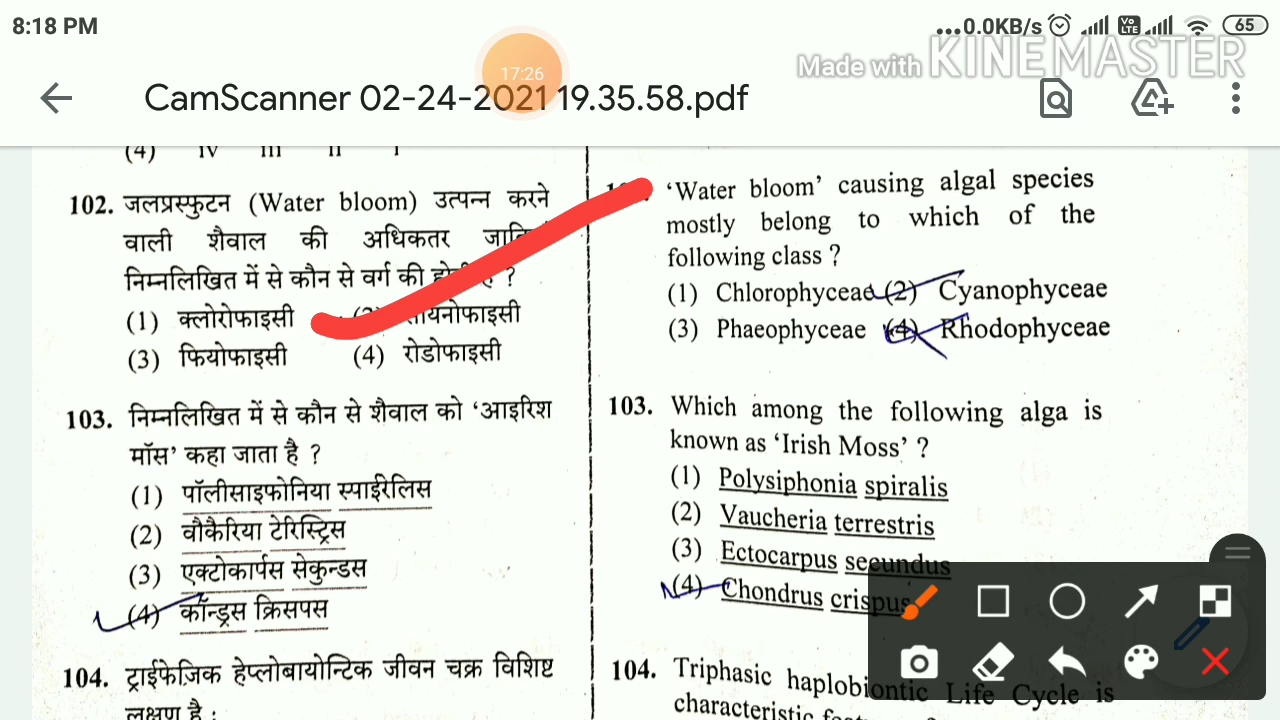 8:18 PM
...0.0KB/s Vo LTE 65
Made with KINEMASTER
17:26
CamScanner 02-24-2021 19.35.58.pdf
(4) iv iii ii i
102. जलप्रस्फुटन (Water bloom) उत्पन्न करने
वाली शैवाल की अधिकतर
निम्नलिखित में से कौन से वर्ग की ?
(1) क्लोरोफाइसी
(3) फियोफाइसी (4) रोडोफाइसी
103. निम्नलिखित में से कौन से शैवाल को ‘आइरिश
मॉस’ कहा जाता है ?
(1) पॉलीसाइफोनिया स्पाईरेलिस
(2) वौकैरिया टेरिस्ट्रिस
(3) एक्टोकार्पस सेकुन्डस
(4) कॉन्ड्रस क्रिसपस
104. ट्राईफेज़िक हेप्लोबायोन्टिक जीवन चक्र विशिष्ट
लक्षण है :
‘Water bloom’ causing algal species
mostly belong to which of the
following class ?
(1) Chlorophyceae (2) Cyanophyceae
(3) Phaeophyceae (4) Rhodophyceae
103. Which among the following alga is
known as ‘Irish Moss’ ?
(1) Polysiphonia spiralis
(2) Vaucheria terrestris
(3) Ectocarpus secundus
(4) Chondrus crispus
104. Triphasic haplobiontic Life Cycle is
characteristic